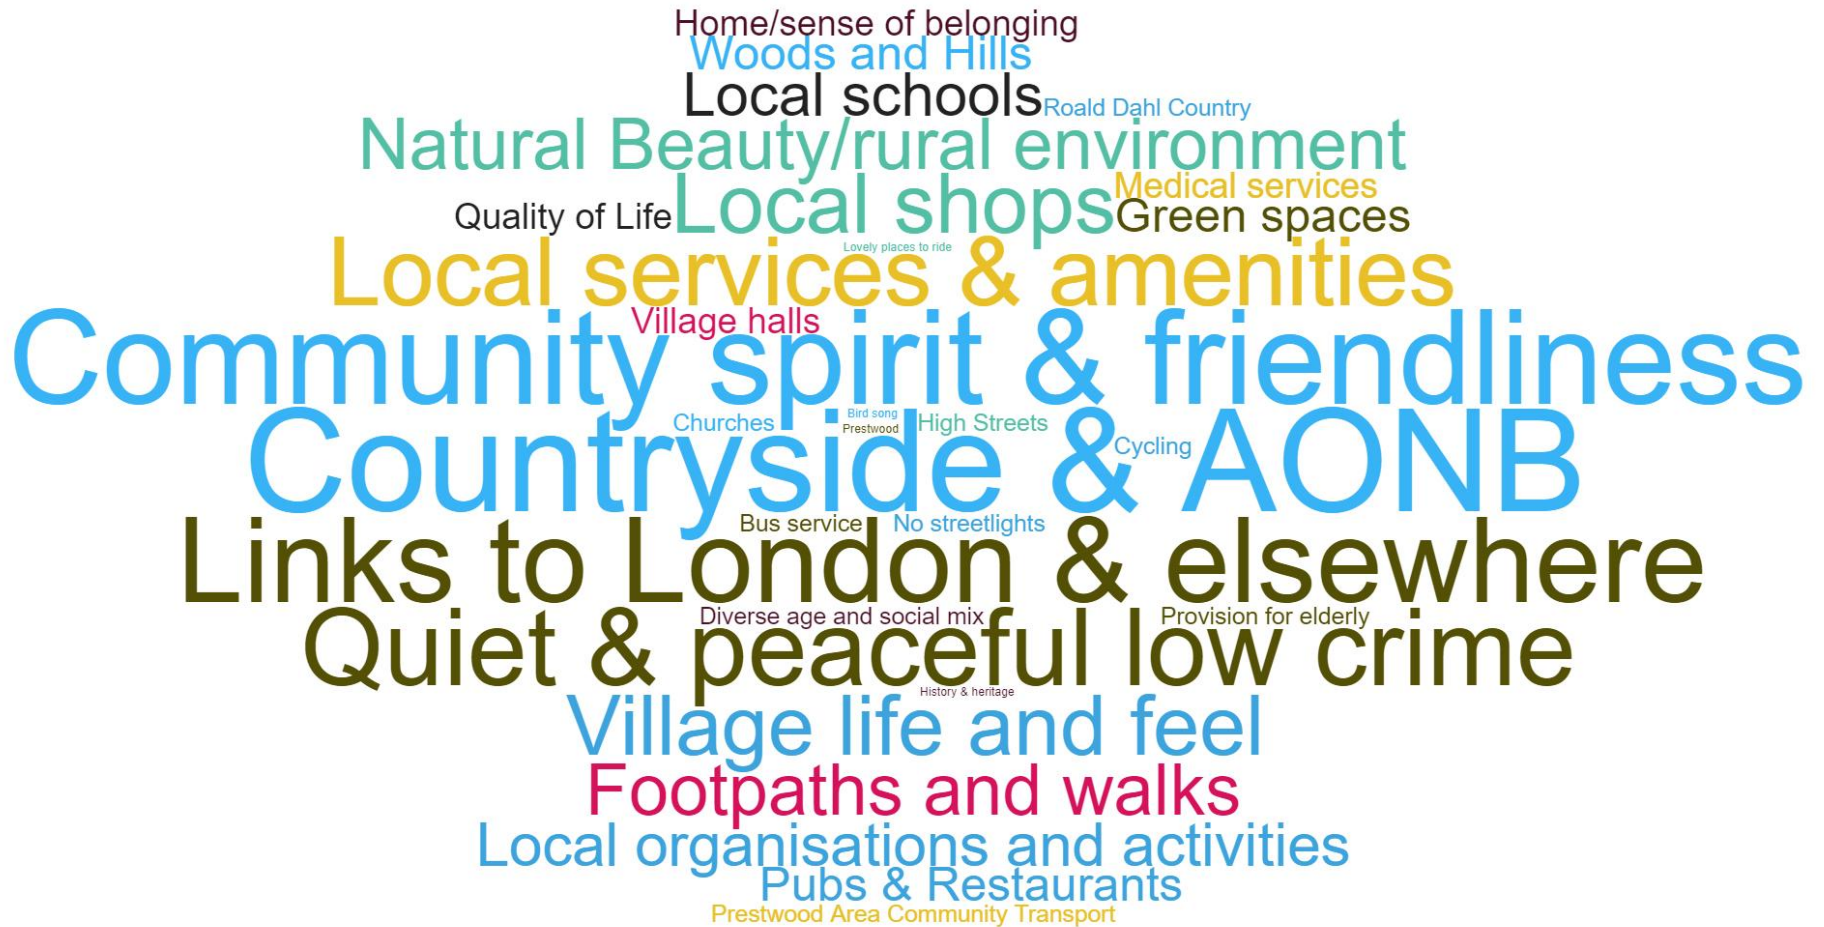 Home/sense of belonging
Woods and Hills
Local schools
Roald Dahl Country
Natural Beauty/rural environment
Medical services
Quality of Life
Local shops
Green spaces
Lovely places to ride
Local services & amenities
Village halls
Community spirit & friendliness
Churches
Bird song
Prestwood
High Streets
Cycling
Countryside & AONB
Bus service
No streetlights
Links to London & elsewhere
Diverse age and social mix
Provision for elderly
Quiet & peaceful low crime
History & heritage
Village life and feel
Footpaths and walks
Local organisations and activities
Pubs & Restaurants
Prestwood Area Community Transport